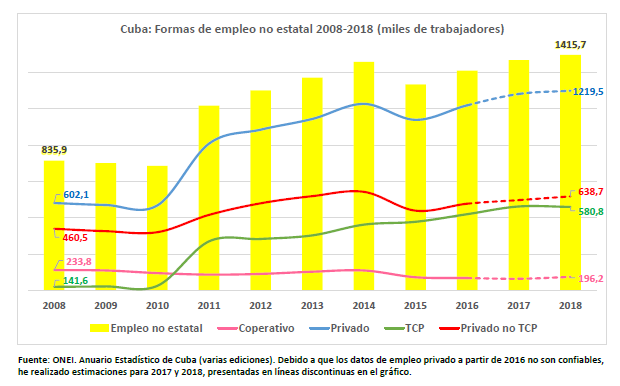 Cuba: Formas de empleo no estatal 2008-2018 (miles de trabajadores)
1415,7
1219,5
835,9
602,1
638,7
460,5
580,8
233,8
141,6
196,2
2008 2009 2010 2011 2012 2013 2014 2015 2016 2017 2018
Empleo no estatal Coperativo Privado TCP Privado no TCP
Fuente: ONEI. Anuario Estadístico de Cuba (varias ediciones). Debido a que los datos de empleo privado a partir de 2016 no son confiables,
he realizado estimaciones para 2017 y 2018, presentadas en líneas discontinuas en el gráfico.